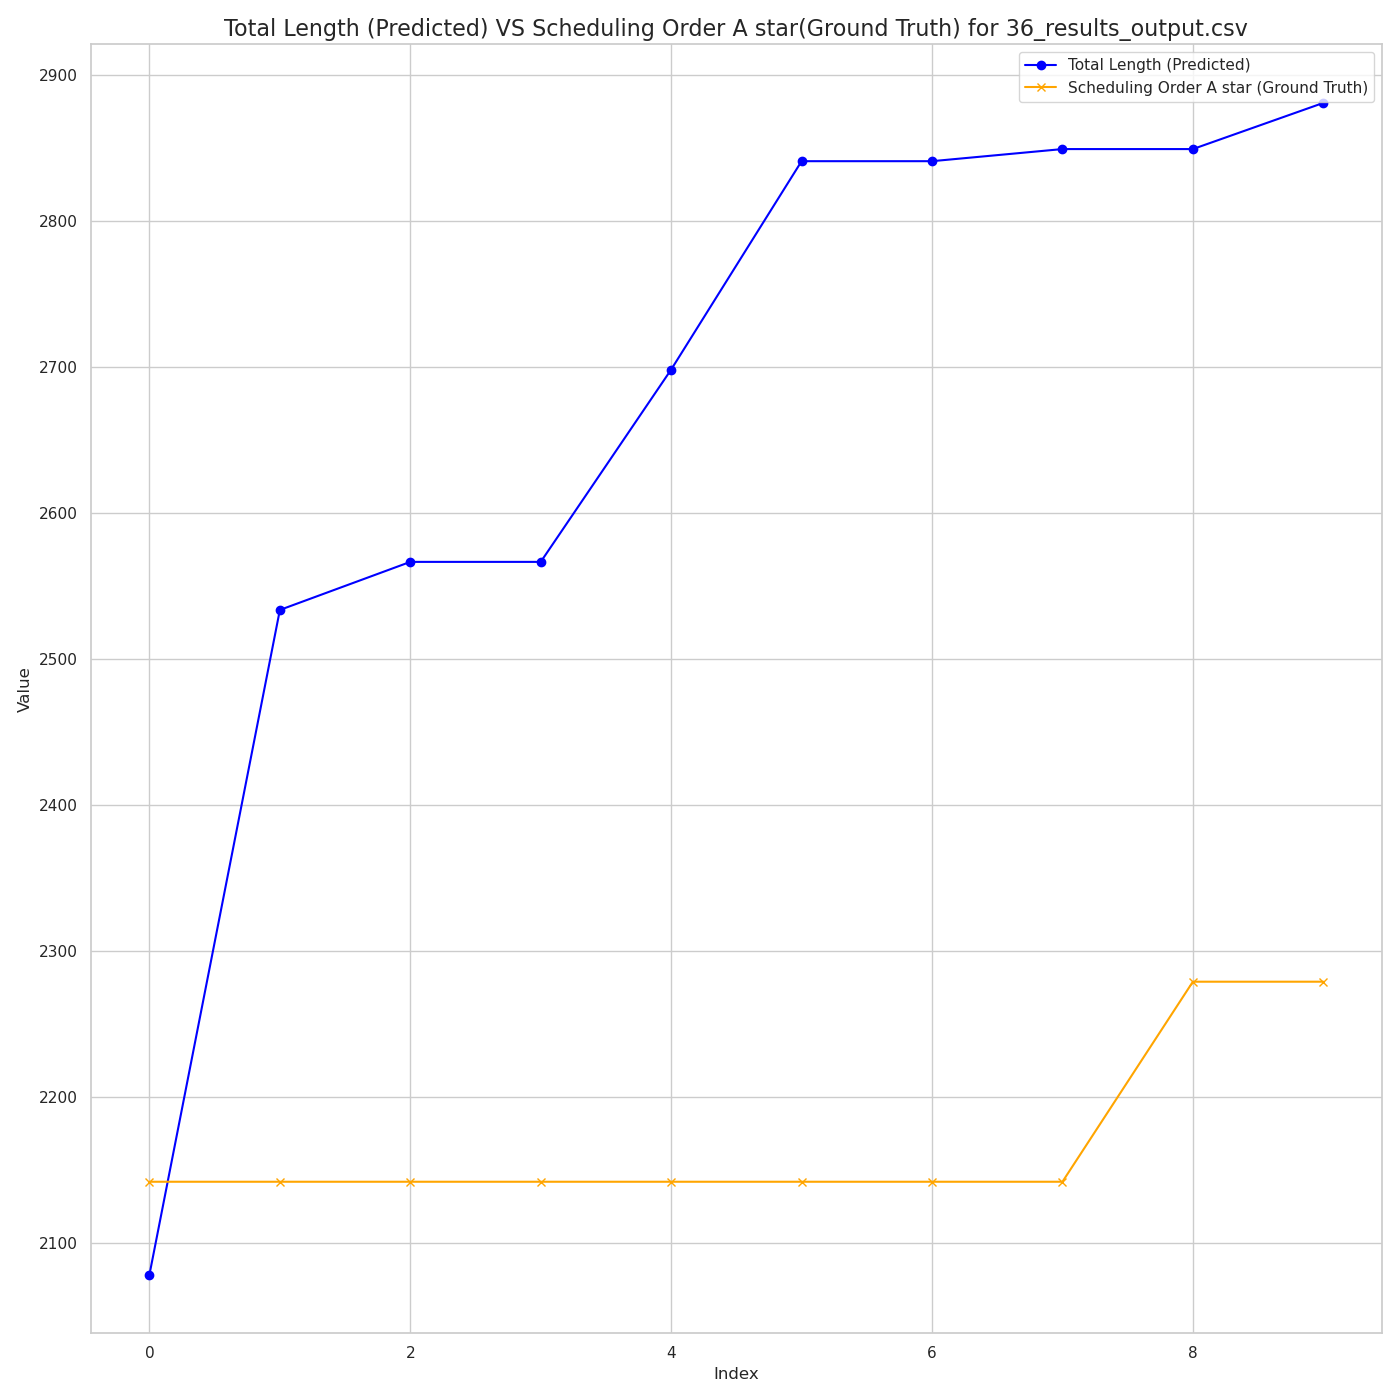 Total Length (Predicted) VS Scheduling Order A star(Ground Truth) for 36_results_output.csv
Total Length (Predicted)
Scheduling Order A star (Ground Truth)
2900
2800
2700
2600
2500
2400
2300
2200
2100
Value
0 2 4 6 8
Index